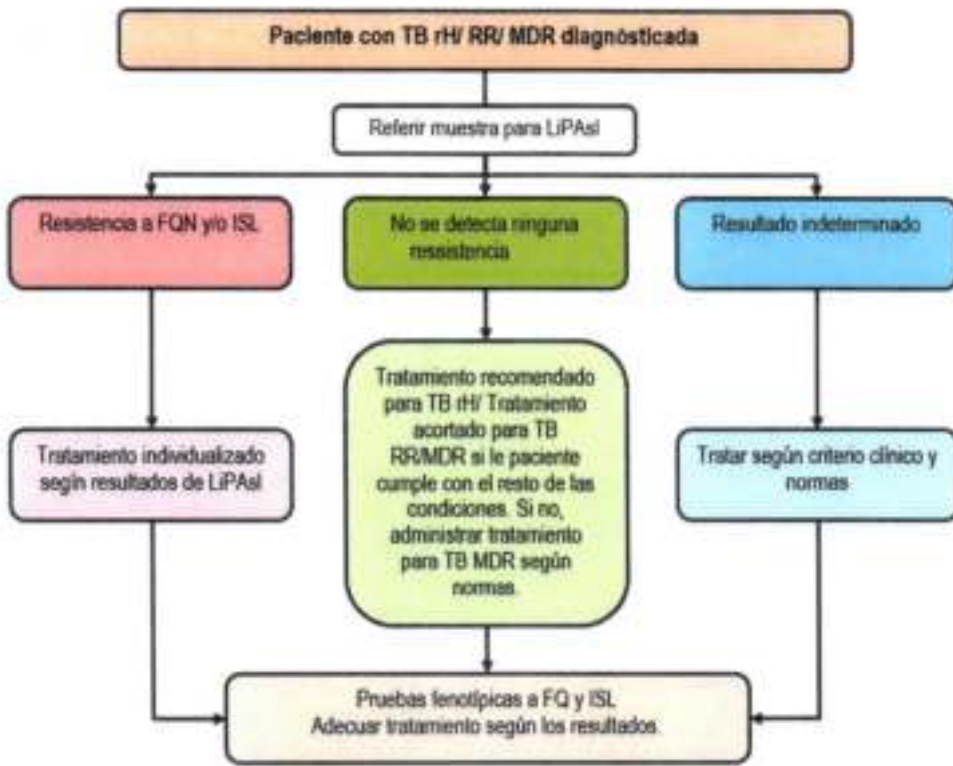 Paciente con TB rH/ RR/ MDR diagnósticada
Referir muestra para LiPAsl
Resistencia a FQN y/o ISL
No se detecta ninguna
ressistencia
Resultado indeterminado
Tratamiento recomendado
para TB rH/ Tratamiento
acortado para TB
RR/MDR si le paciente
cumple con el resto de las
condiciones. Si no,
administrar tratamiento
para TB MDR según
normas.
Tratamiento individualizado
segín resultados de LiPAsl
Tratar según criterio clínico y
normas
Pruebas fenotípicas a FQ y ISL
Adecuar tratamiento según los resultados.